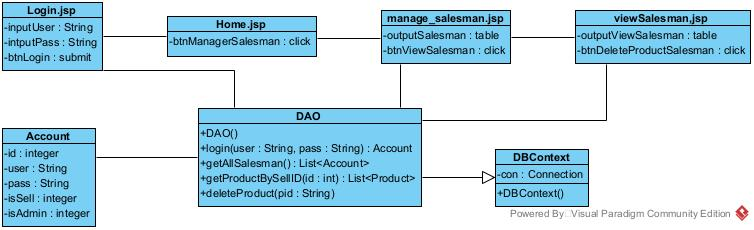 Login.jsp
-inputUser : String
-intputPass : String
-btnLogin : submit
Home.jsp
-btnManagerSalesman : click
manage_salesman.jsp
-outputSalesman : table
-btnViewSalesman : click
viewSalesman,jsp
-outputViewSalesman : table
-btnDeleteProductSalesman : click
DAO
+DAO()
+login(user : String, pass : String) : Account
+getAllSalesman() : List<Account>
+getProductBySellID(id : int) : List<Product>
+deleteProduct(pid : String)
Account
-id : integer
-user : String
-pass : String
-isSell : integer
-isAdmin : integer
DBContext
-con : Connection
+DBContext()
Powered By Visual Paradigm Community Edition